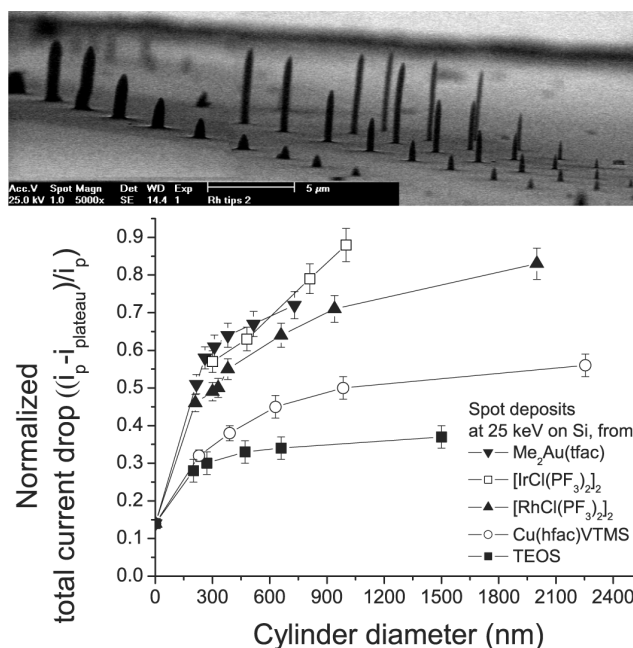 Acc.V Spot Magn Det WD Exp 5 µm
25.0 kV 1.0 5000x SE 14.4 1 Rh tips 2
Normalized
total current drop ((i_p-i_plateau)/i_p)
0.9
0.8
0.7
0.6
0.5
0.4
0.3
0.2
0.1
0.0
Spot deposits
at 25 keV on Si, from
Me₂Au(tfac)
[IrCl(PF₃)₂]₂
[RhCl(PF₃)₂]₂
Cu(hfac)VTMS
TEOS
0 300 600 900 1200 1500 1800 2100 2400
Cylinder diameter (nm)